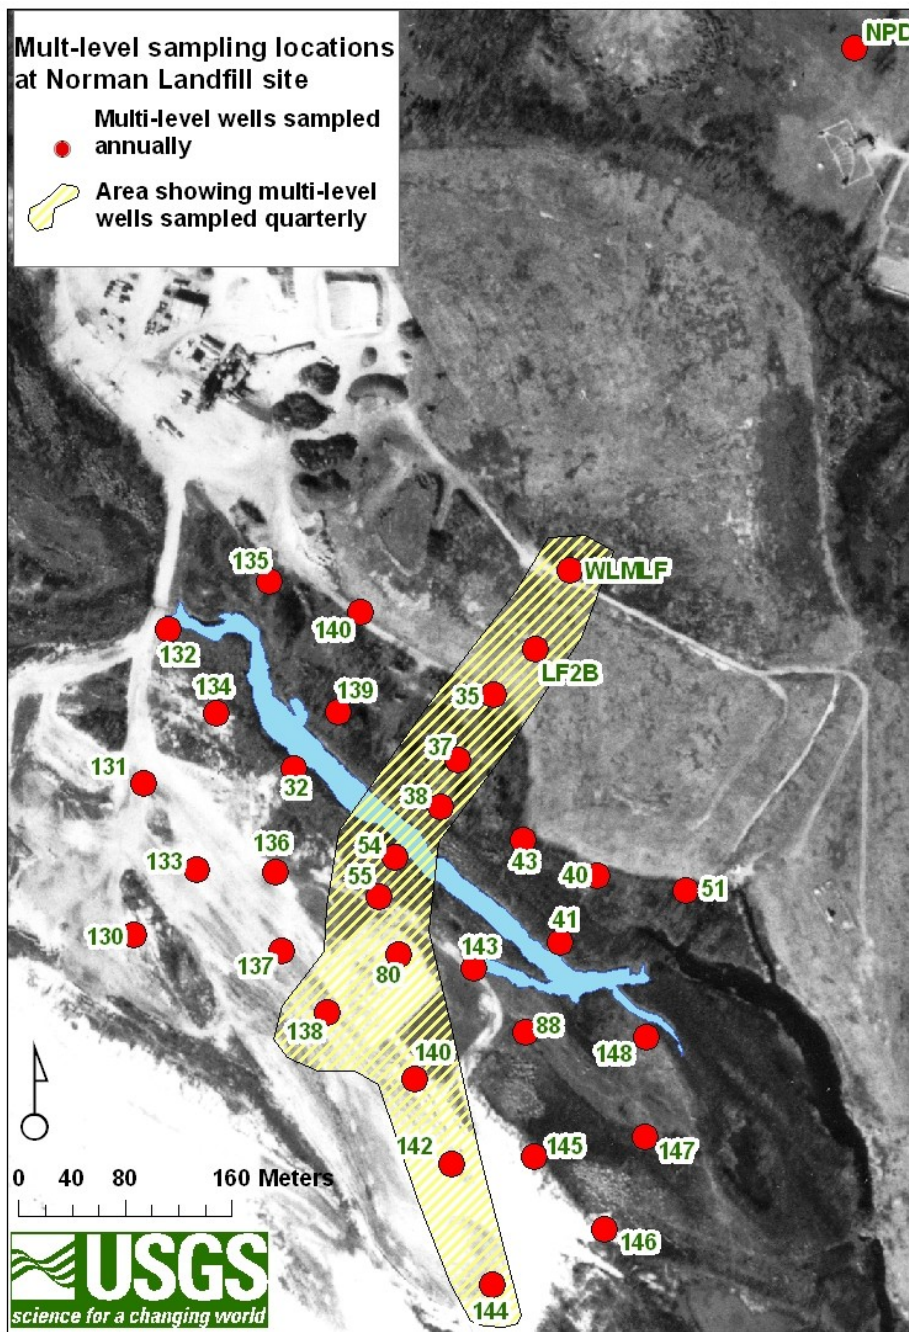 Mult-level sampling locations
at Norman Landfill site
Multi-level wells sampled
annually
Area showing multi-level
wells sampled quarterly
NPD
WLMLF
135
140
132
LF2B
134
139
35
131
37
32
38
133
136
54
43
55
40
51
130
41
137
80
143
138
88
148
140
142
145
147
146
144
0 40 80 160 Meters
USGS
science for a changing world